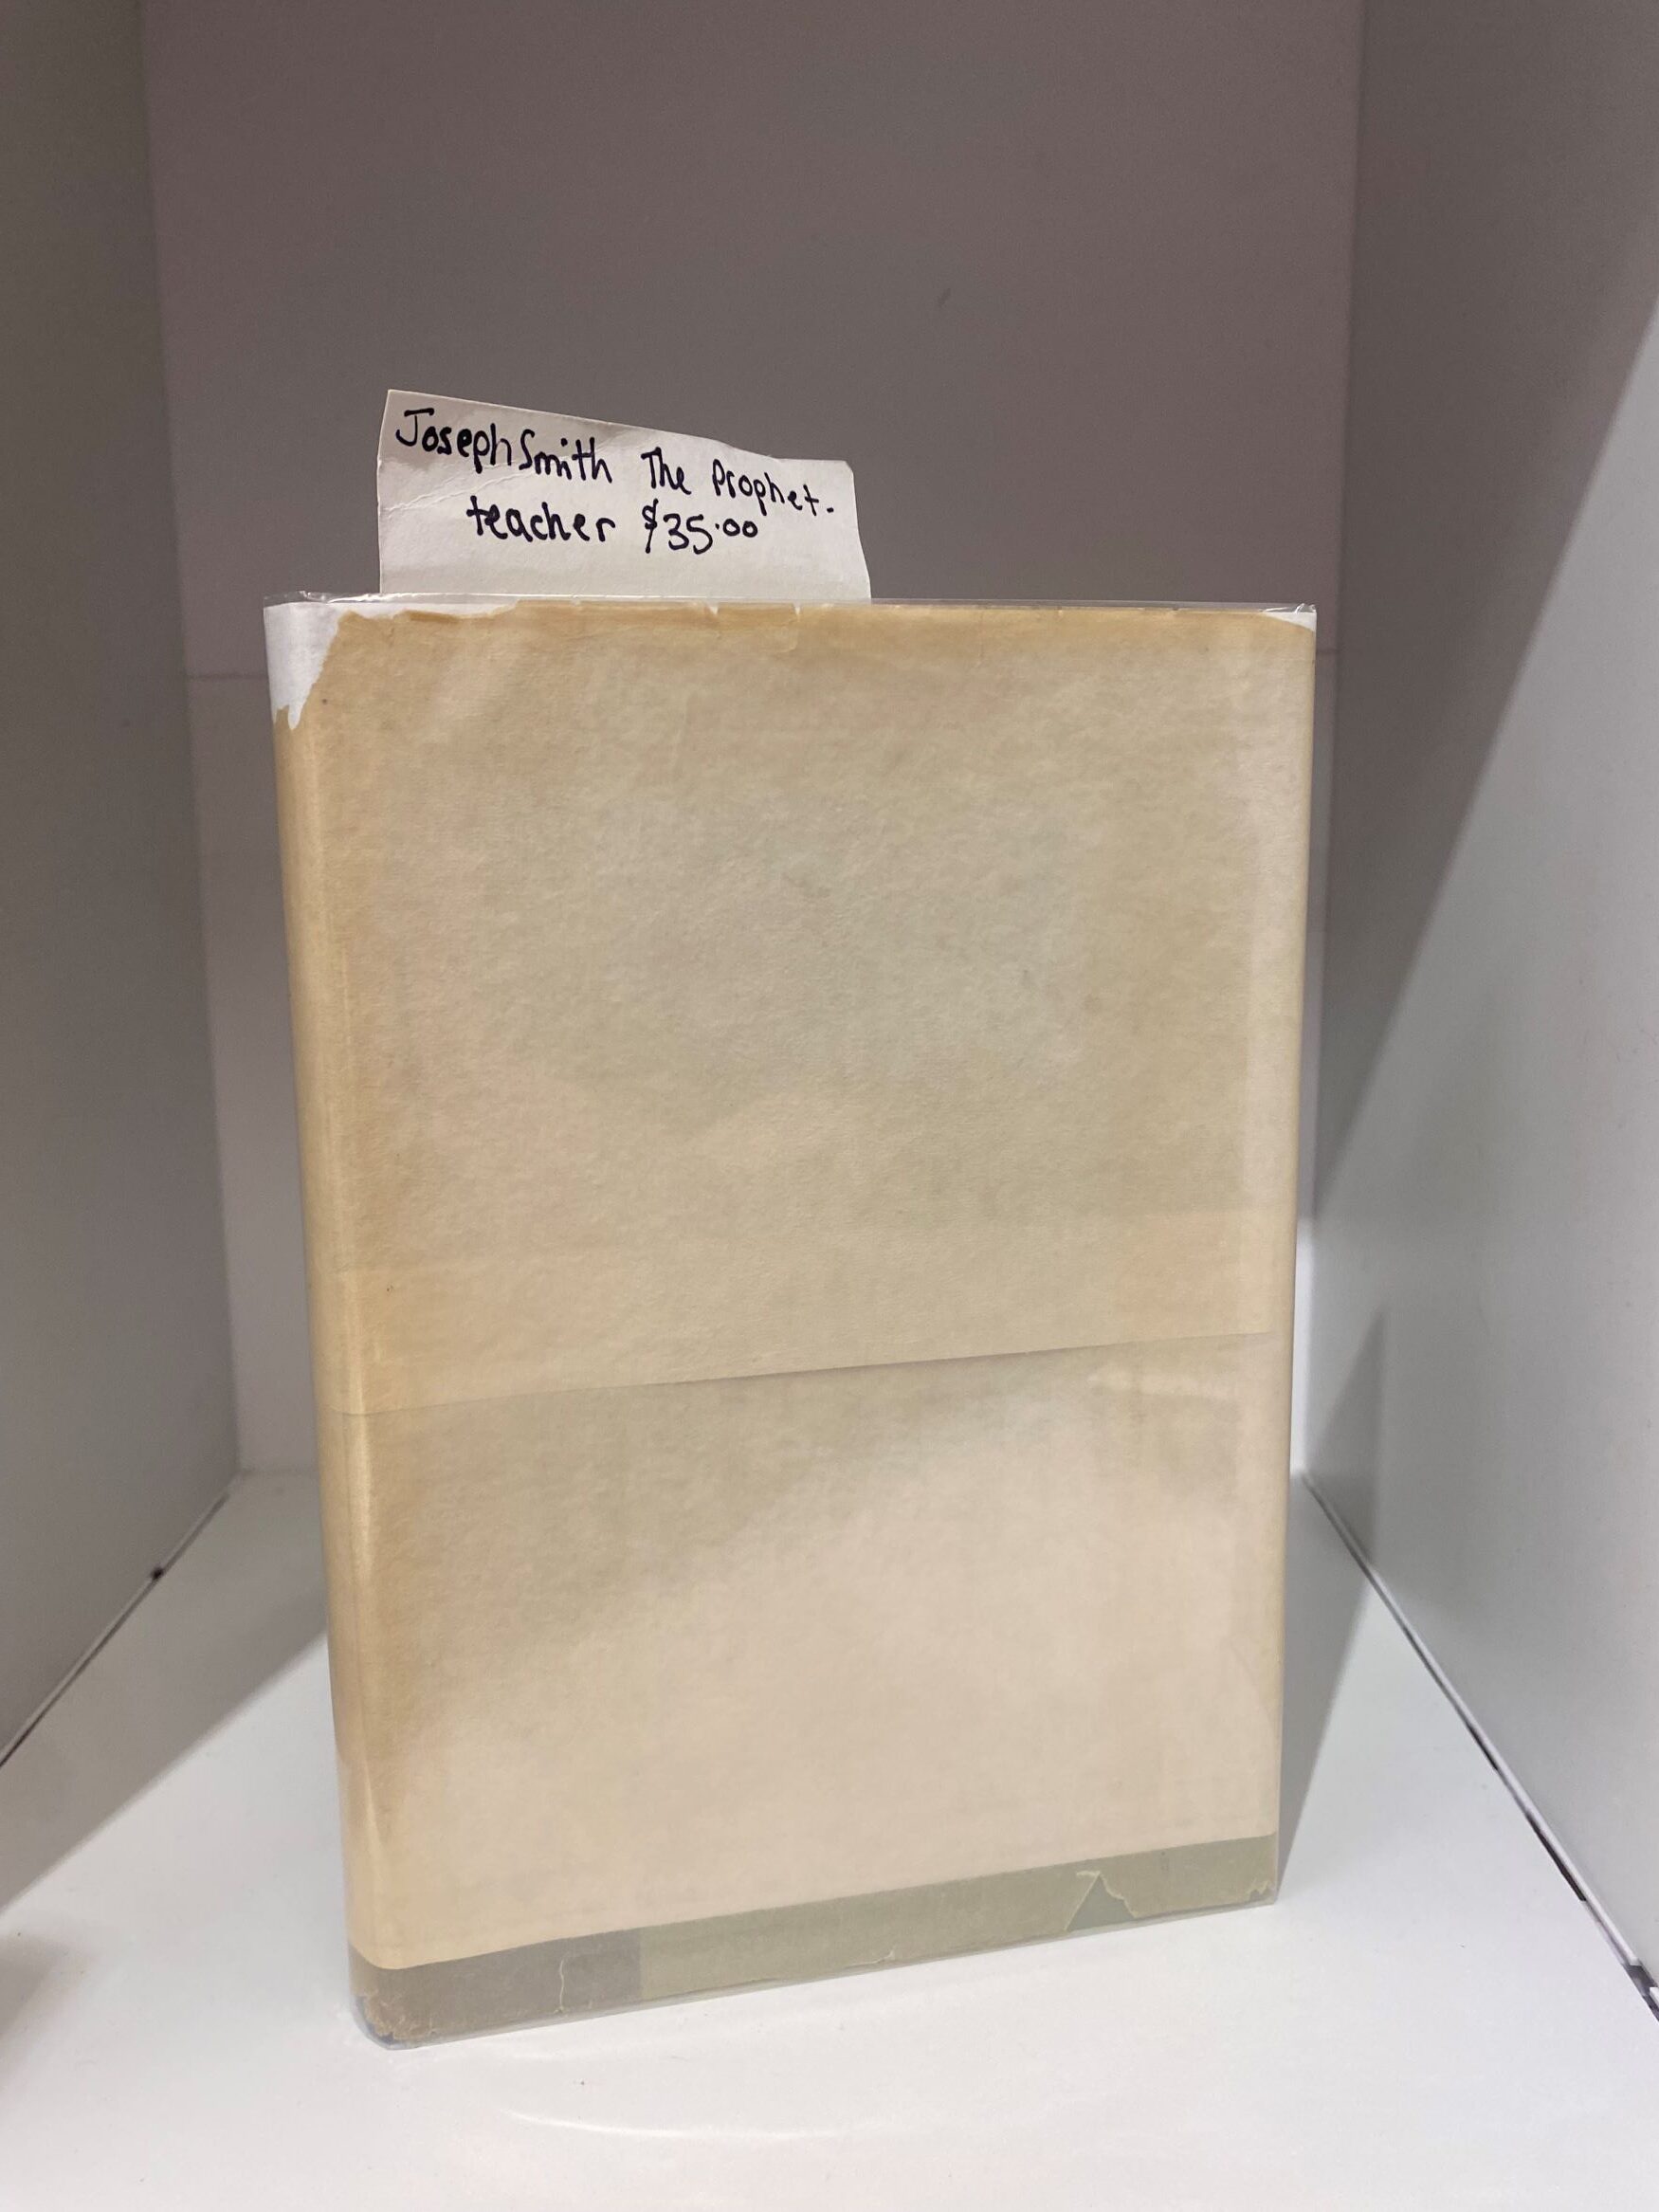 Joseph Smith The Prophet-
teacher $35.00